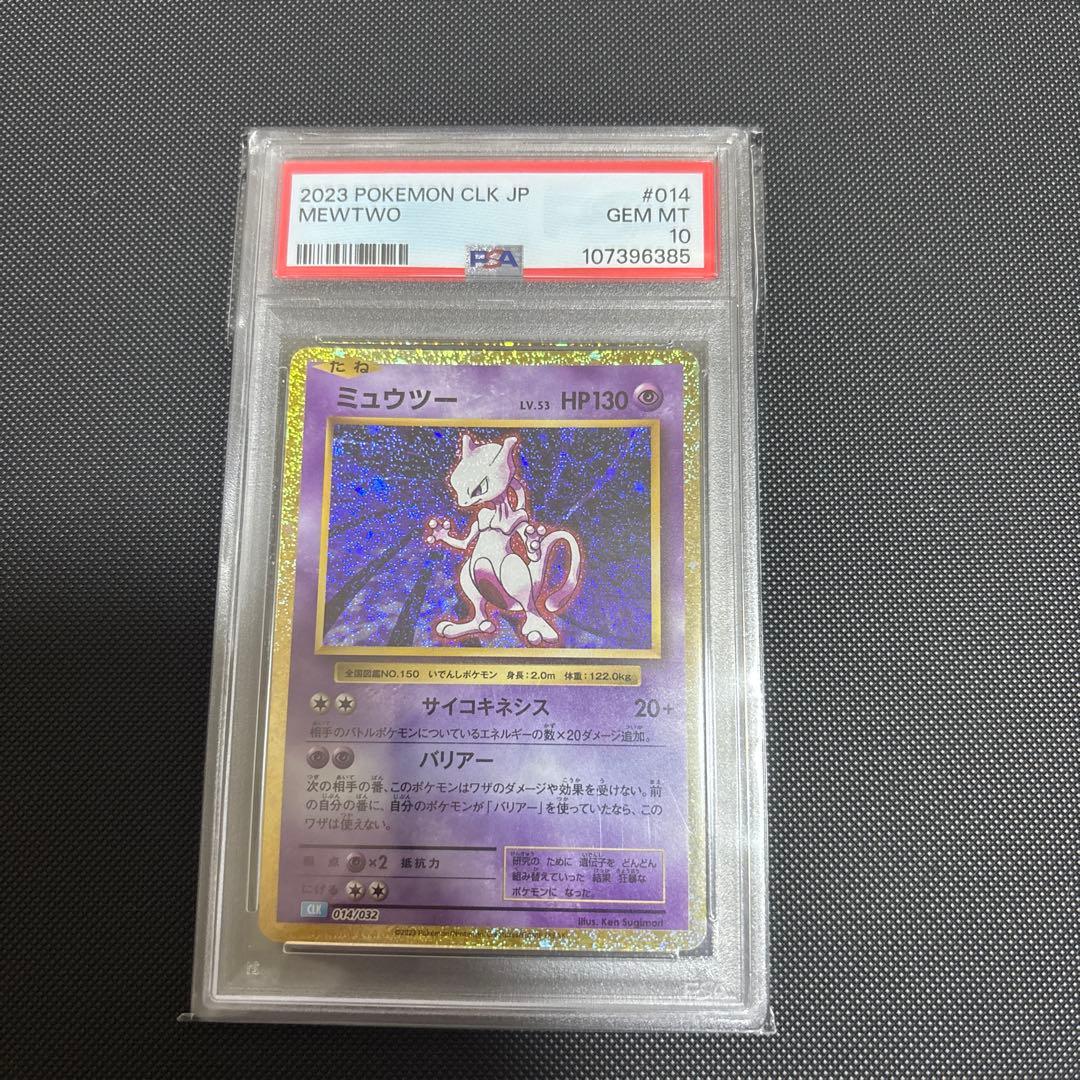 2023 POKEMON CLK JP #014
MEWTWO GEM MT
10
PSA 107396385
たね
ミュウツー LV.53 HP130
全国図鑑NO.150 いでんしポケモン 身長:2.0m 体重:122.0kg
サイコキネシス 20+
相手のバトルポケモンについているエネルギーの数×20ダメージ追加。
バリアー
次の相手の番、このポケモンはワザのダメージや効果を受けない。前
の自分の番に、自分のポケモンが「バリアー」を使っていたなら、この
ワザは使えない。
弱点 ×2 抵抗力
にげる
研究の ために 遺伝子を どんどん
組み替えていった 結果 狂暴な
ポケモンに なった。
CLK 014/032
Illus. Ken Sugimori
©2023 Pokémon/Nintendo